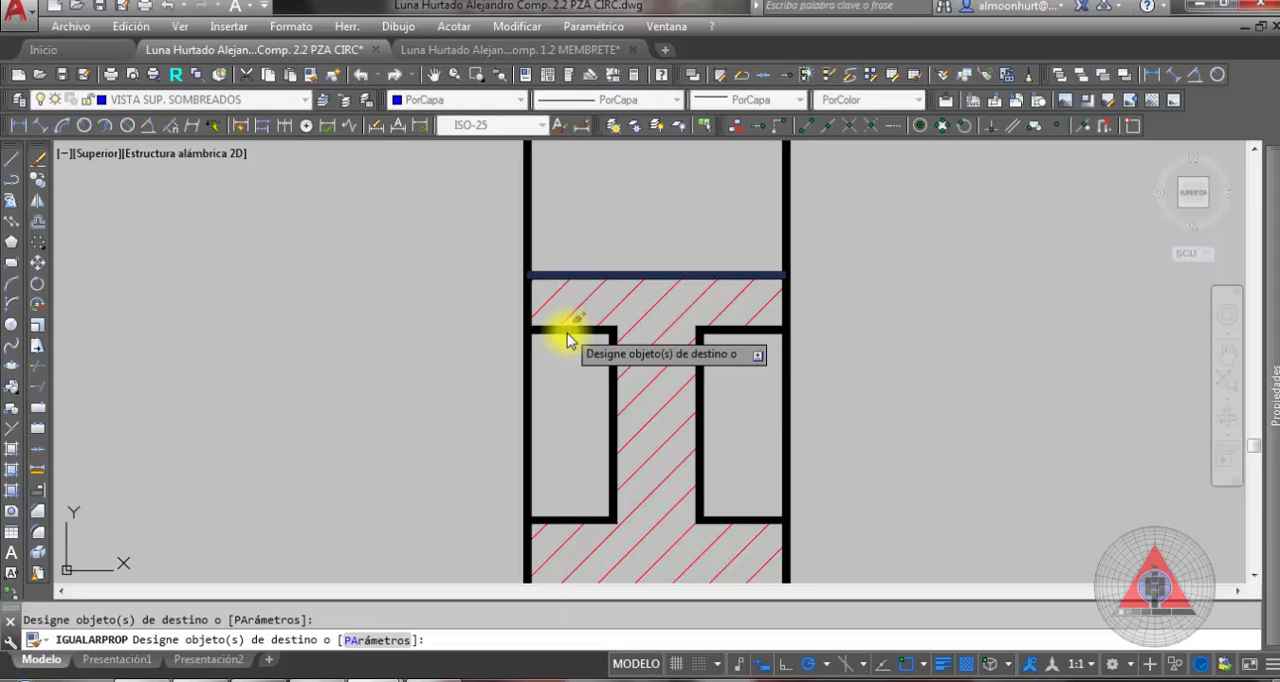 Luna Hurtado Alejandro Comp. 2.2 PZA CIRC.dwg
Escriba palabra clave o frase
almoonhurt@...
Archivo Editar Ver Insertar Formato Herr. Dibujo Acotar Modificar Express Paramétrico Ventana
Inicio Luna Hurtado Alejan...Comp. 2.2 PZA CIRC* Luna Hurtado Alejan...omp. 1.2 MEMBRETE*
VISTA SUP. SOMBREADOS PorCapa PorCapa PorCapa PorColor
ISO-25
[−][Superior][Estructura alámbrica 2D]
N
SUPERIOR
SCU
Designe objeto(s) de destino o
Propiedades
Y
X
Designe objeto(s) de destino o [PArámetros]:
IGUALARPROP Designe objeto(s) de destino o [PArámetros]:
Modelo Presentación1 Presentación2 +
MODELO 1:1